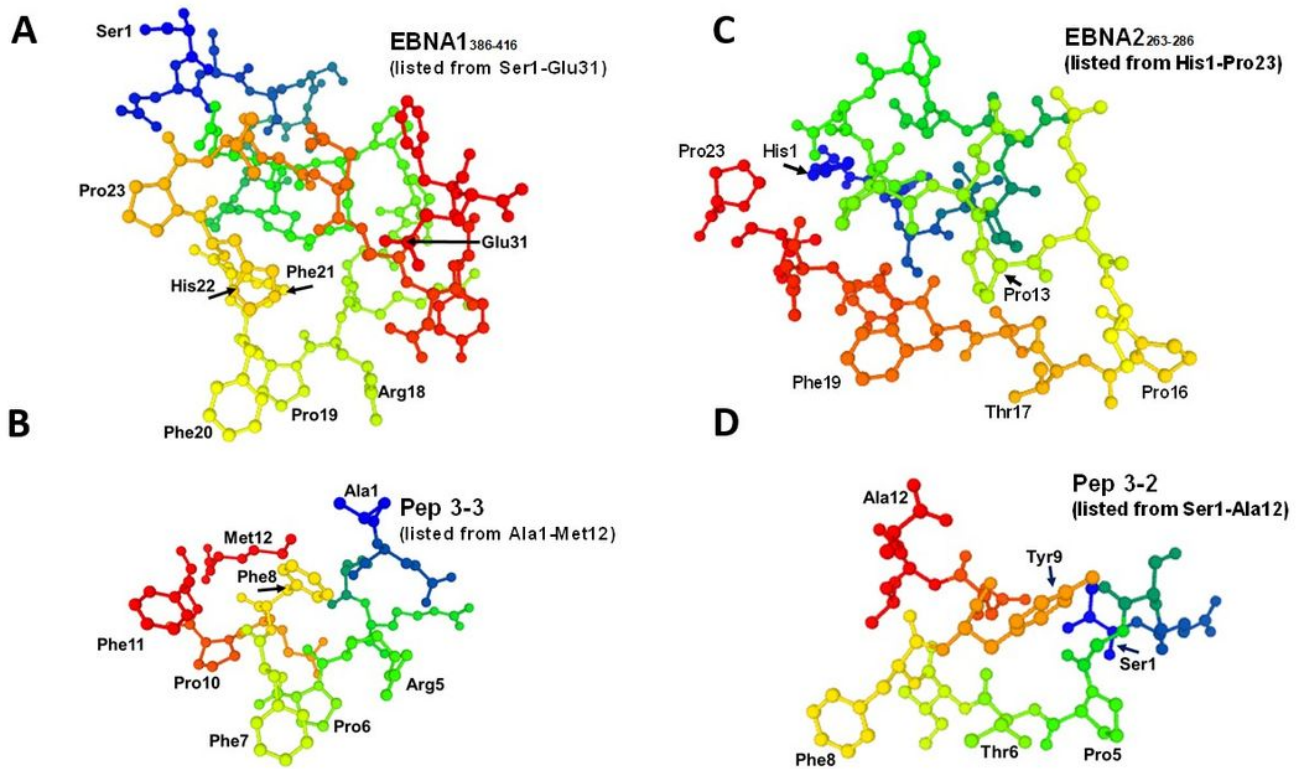 A
Ser1
EBNA1386-416
(listed from Ser1-Glu31)
Pro23
Glu31
His22
Phe21
Arg18
Pro19
Phe20
C
EBNA2263-286
(listed from His1-Pro23)
Pro23
His1
Pro13
Phe19
Thr17
Pro16
B
Ala1
Pep 3-3
(listed from Ala1-Met12)
Met12
Phe8
Phe11
Pro10
Arg5
Pro6
Phe7
D
Pep 3-2
(listed from Ser1-Ala12)
Ala12
Tyr9
Ser1
Thr6
Pro5
Phe8